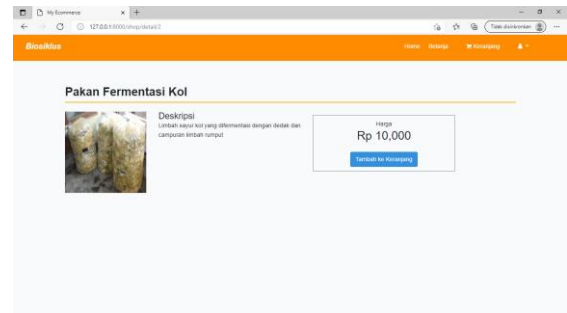 My Ecommerce
127.0.0.1:8000/shop/detail/2
Tidak disinkronkan
Biosiklus
Home Belanja Keranjang
Pakan Fermentasi Kol
Deskripsi
Limbah sayur kol yang difermentasi dengan dedak dan
campuran limbah rumput
Harga
Rp 10,000
Tambah ke Keranjang